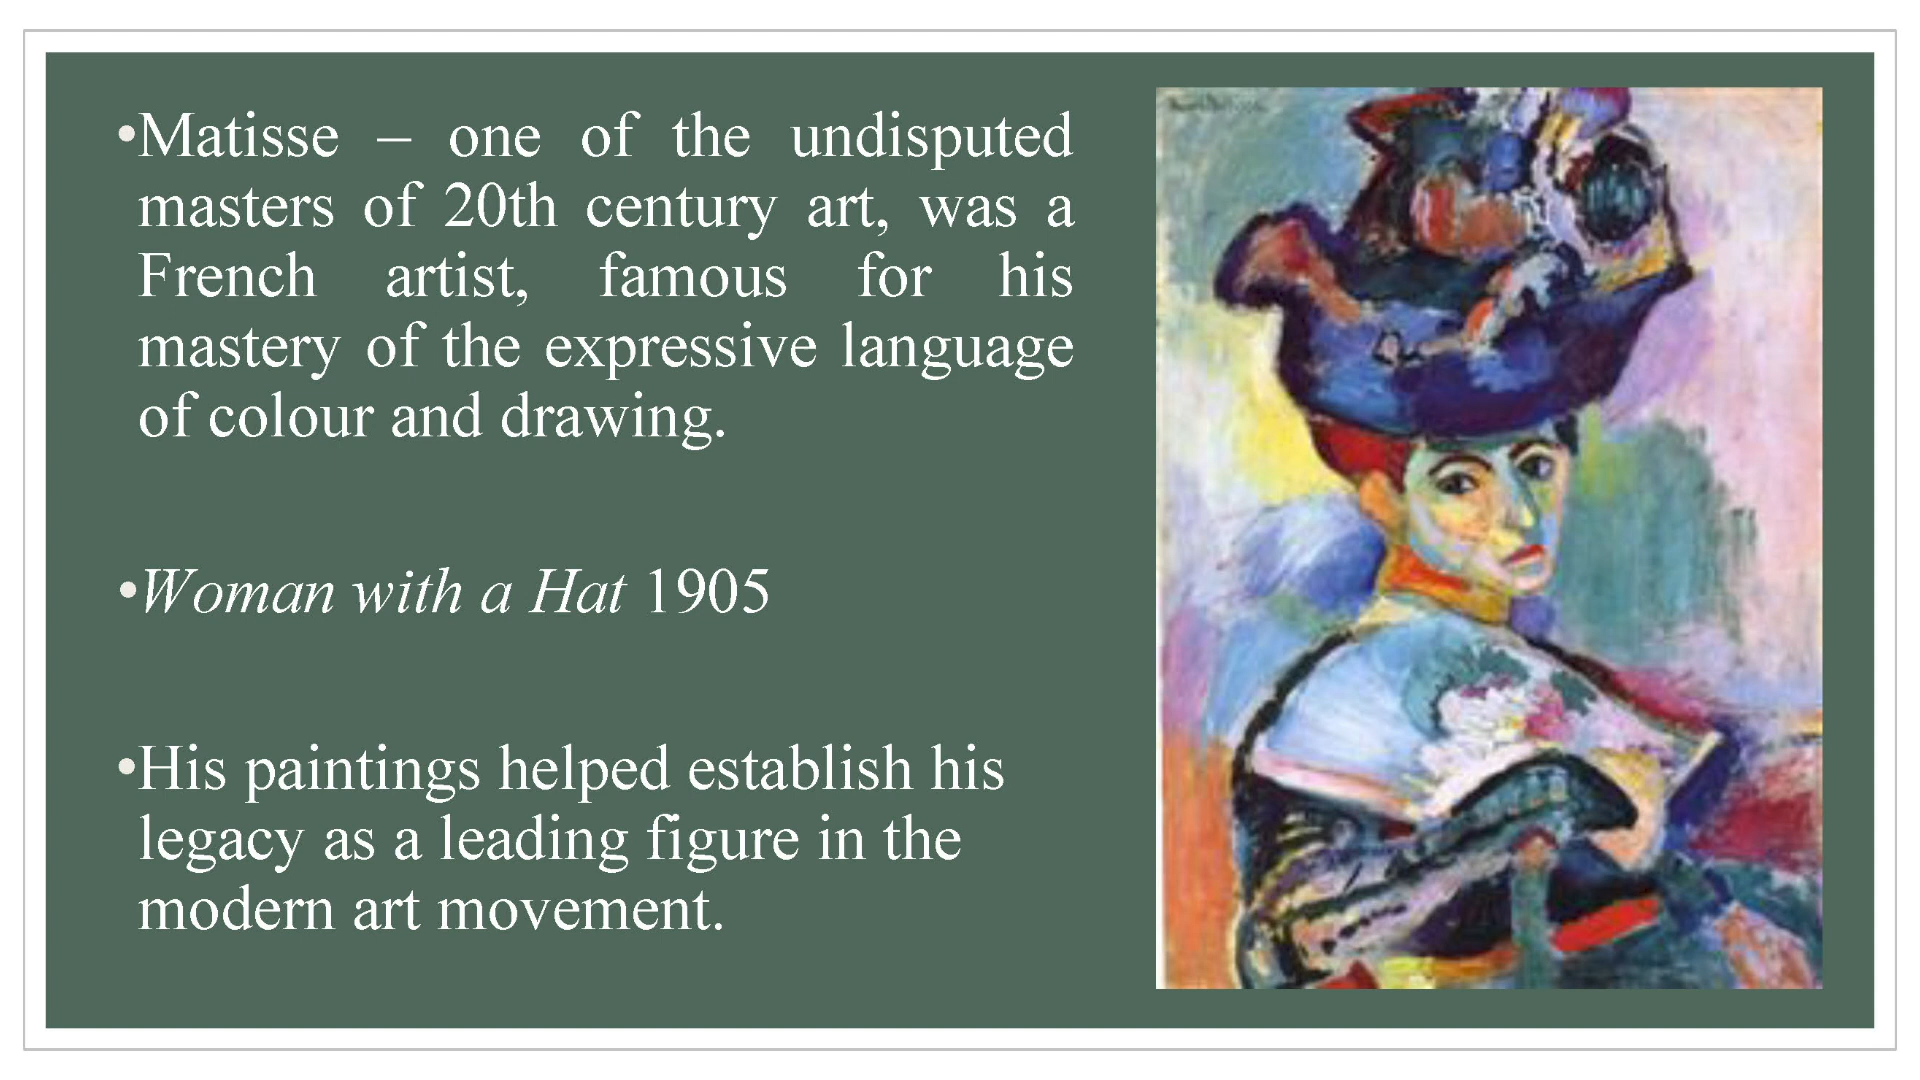 •Matisse – one of the undisputed
masters of 20th century art, was a
French artist, famous for his
mastery of the expressive language
of colour and drawing.
•Woman with a Hat 1905
•His paintings helped establish his
legacy as a leading figure in the
modern art movement.